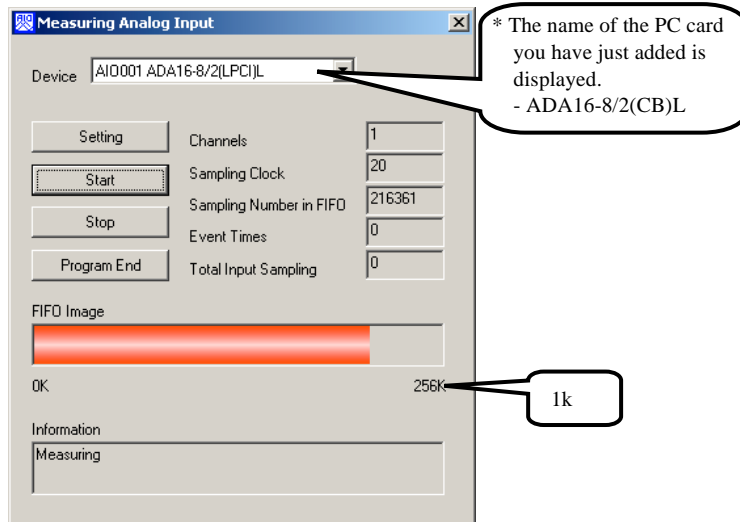 Measuring Analog Input
* The name of the PC card
you have just added is
displayed.
- ADA16-8/2(CB)L
Device AIO001 ADA16-8/2(LPCI)L
Setting
Start
Stop
Program End
Channels 1
Sampling Clock 20
Sampling Number in FIFO 216361
Event Times 0
Total Input Sampling 0
FIFO Image
0K 256K
1k
Information
Measuring